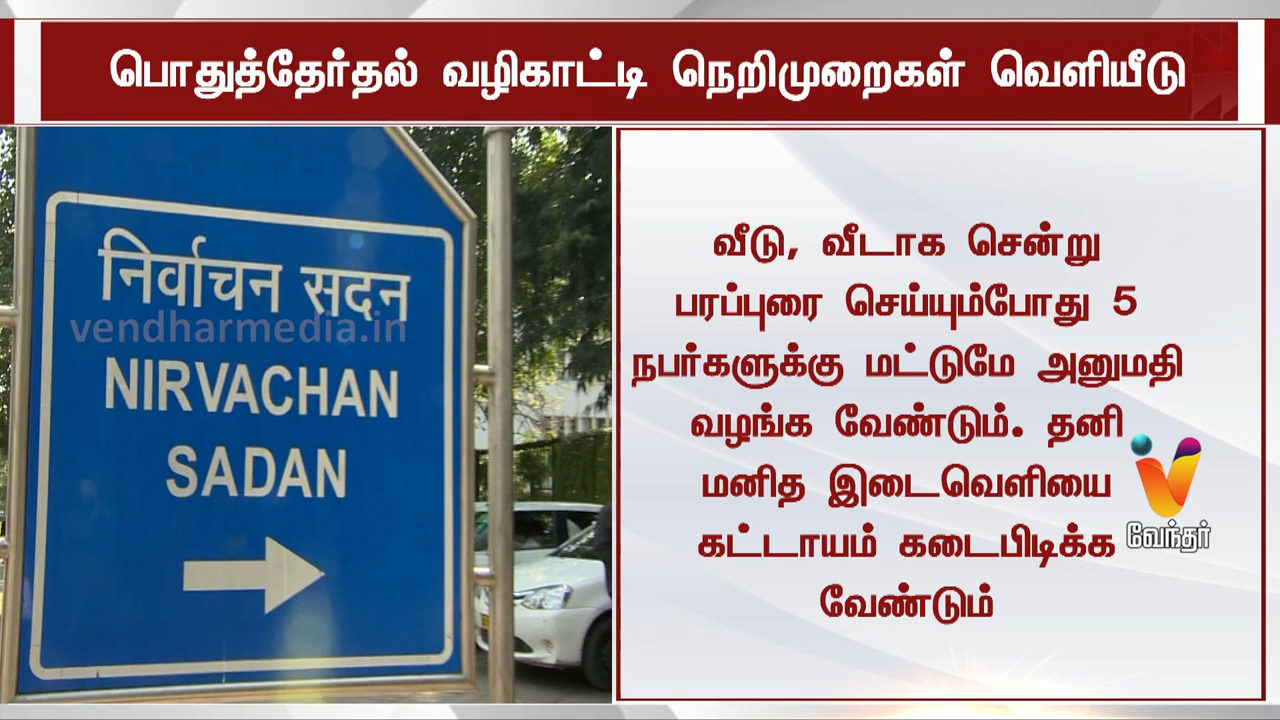 பொதுத்தேர்தல் வழிகாட்டி நெறிமுறைகள் வெளியீடு
निर्वाचन सदन
vendharmedia.in
NIRVACHAN
SADAN
வீடு, வீடாக சென்று
பரப்புரை செய்யும்போது 5
நபர்களுக்கு மட்டுமே அனுமதி
வழங்க வேண்டும். தனி
மனித இடைவெளியை
கட்டாயம் கடைபிடிக்க
வேண்டும்
வேந்தர்